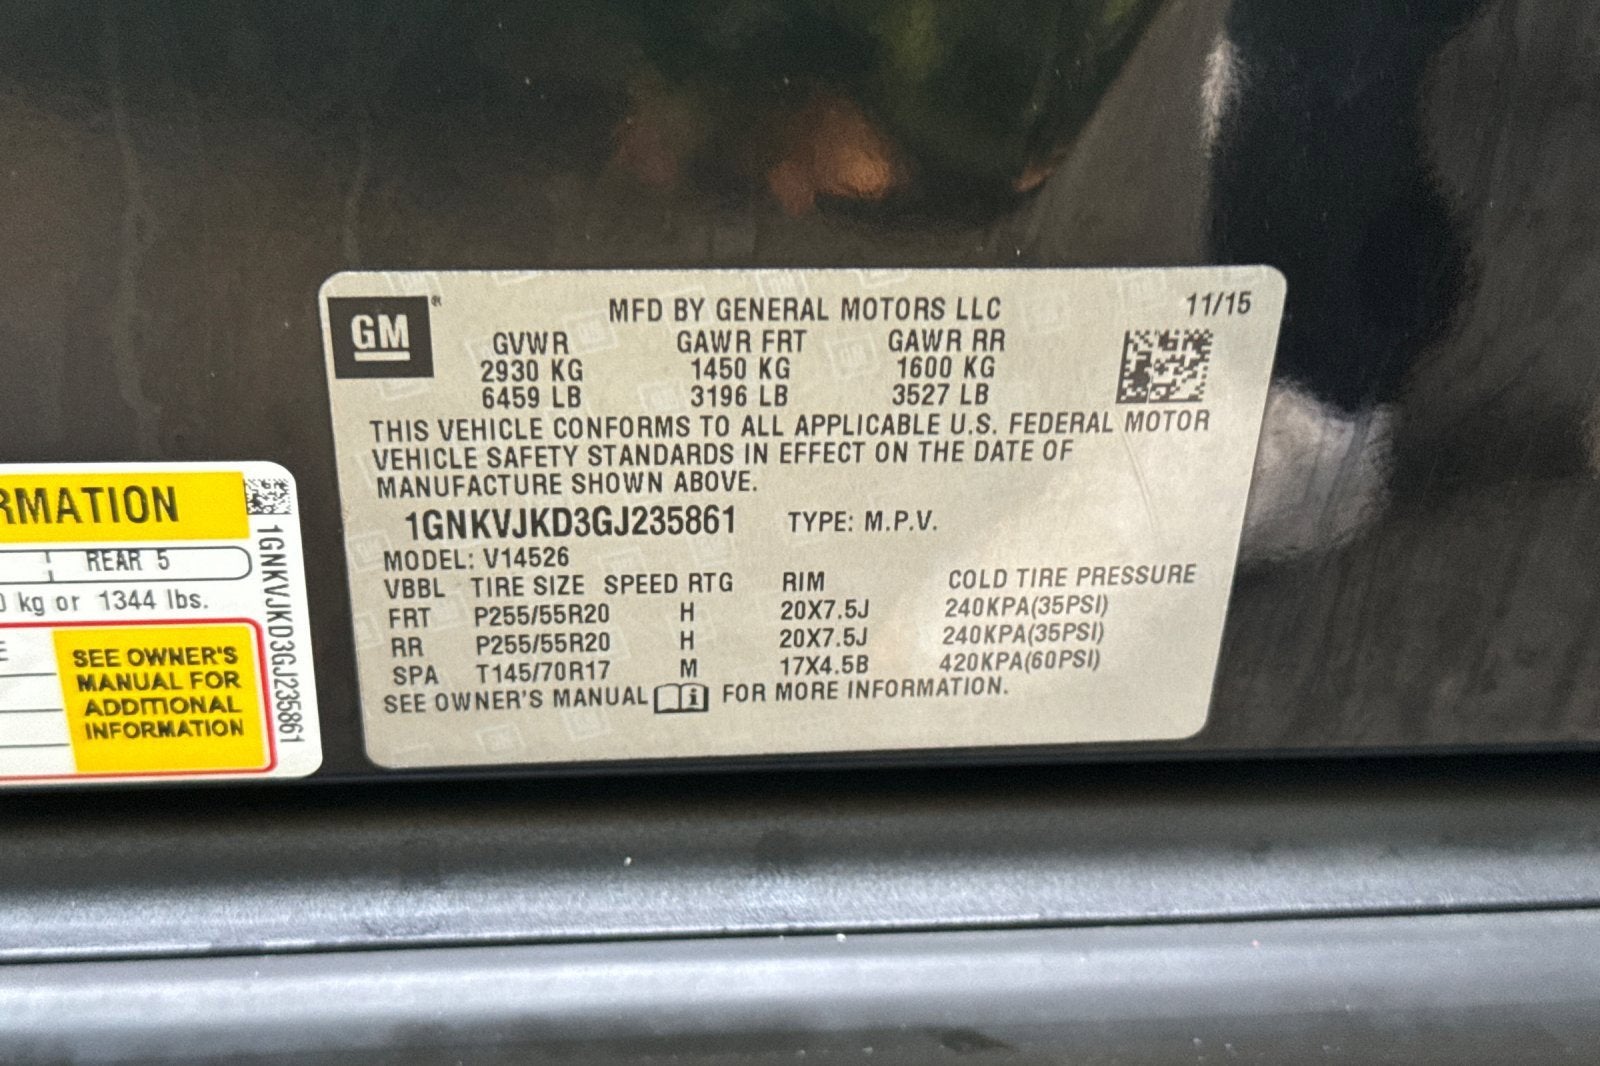 GM®
MFD BY GENERAL MOTORS LLC 11/15
GVWR GAWR FRT GAWR RR
2930 KG 1450 KG 1600 KG
6459 LB 3196 LB 3527 LB
THIS VEHICLE CONFORMS TO ALL APPLICABLE U.S. FEDERAL MOTOR
VEHICLE SAFETY STANDARDS IN EFFECT ON THE DATE OF
MANUFACTURE SHOWN ABOVE.
1GNKVJKD3GJ235861 TYPE: M.P.V.
MODEL: V14526
VBBL TIRE SIZE SPEED RTG RIM COLD TIRE PRESSURE
FRT P255/55R20 H 20X7.5J 240KPA(35PSI)
RR P255/55R20 H 20X7.5J 240KPA(35PSI)
SPA T145/70R17 M 17X4.5B 420KPA(60PSI)
SEE OWNER'S MANUAL FOR MORE INFORMATION.
RMATION
REAR 5
kg or 1344 lbs.
SEE OWNER'S
MANUAL FOR
ADDITIONAL
INFORMATION
1GNKVJKD3GJ235861